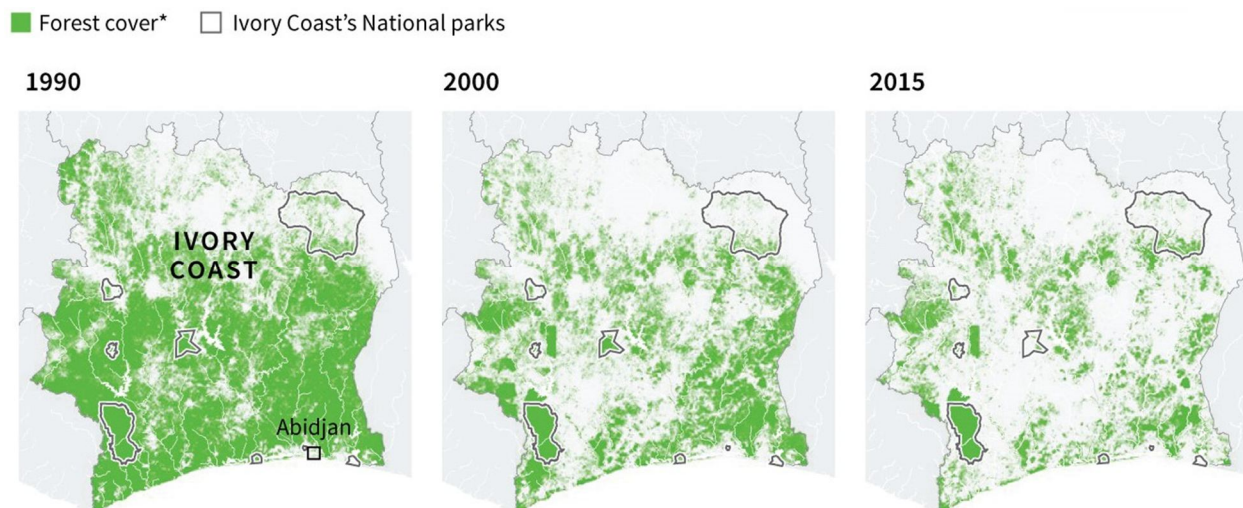 Forest cover* Ivory Coast's National parks
1990 2000 2015
IVORY
COAST
Abidjan